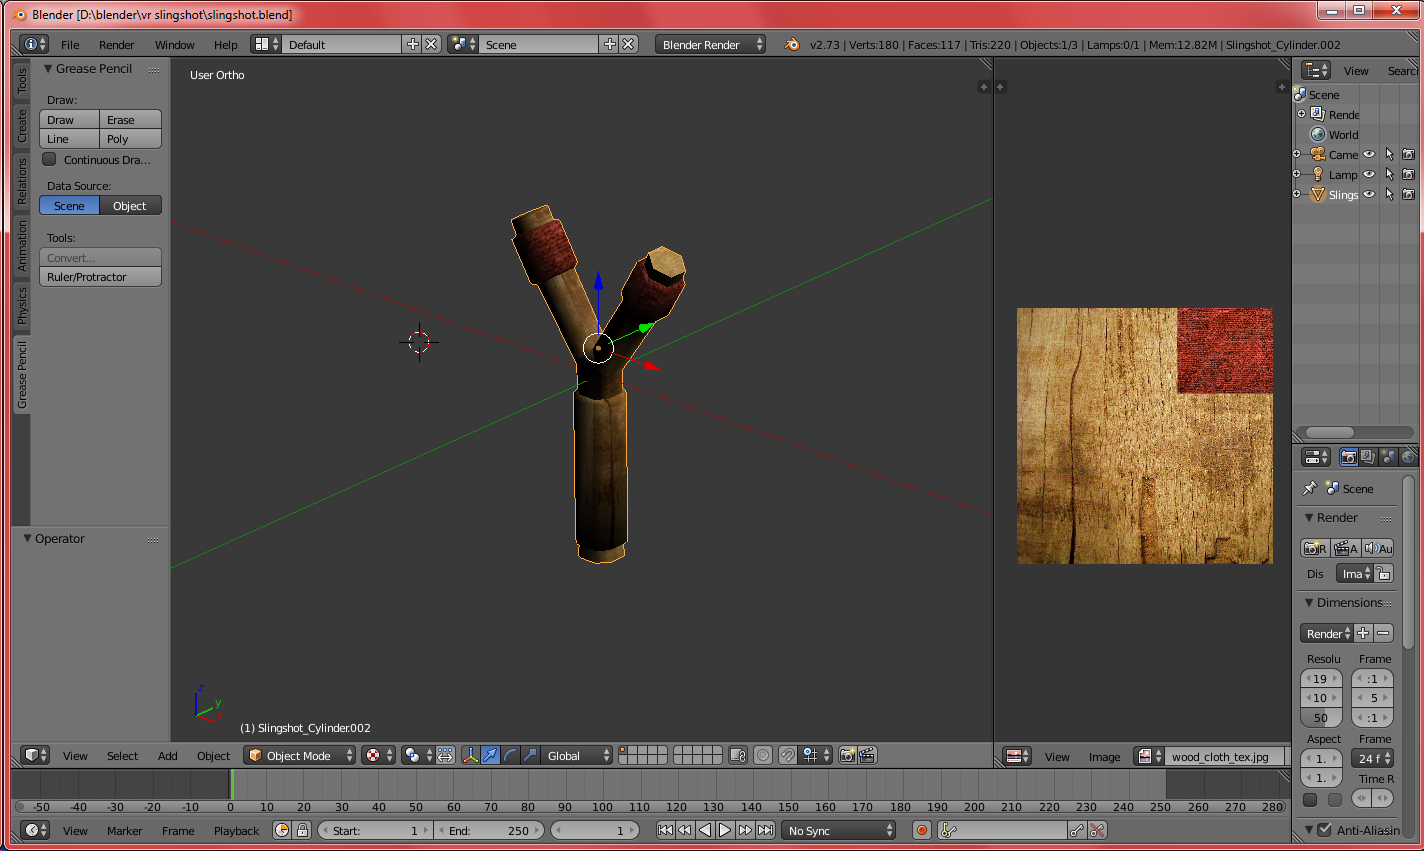 Blender [D:\blender\vr slingshot\slingshot.blend]
File Render Window Help Default Scene Blender Render v2.73 | Verts:180 | Faces:117 | Tris:220 | Objects:1/3 | Lamps:0/1 | Mem:12.82M | Slingshot_Cylinder.002
Tools
Create
Relations
Animation
Physics
Grease Pencil
Grease Pencil
Draw:
Draw Erase
Line Poly
Continuous Dra...
Data Source:
Scene Object
Tools:
Convert...
Ruler/Protractor
Operator
User Ortho
z
y
x
(1) Slingshot_Cylinder.002
View Select Add Object Object Mode Global
View Image wood_cloth_tex.jpg
View Searc
Scene
Rende
World
Came
Lamp
Slings
Scene
Render
R A Au
Dis Ima
Dimensions
Render
Resolu Frame
19 :1
10 5
50 :1
Aspect Frame
1. 24 f
1. Time R
Anti-Aliasin
-50 -40 -30 -20 -10 0 10 20 30 40 50 60 70 80 90 100 110 120 130 140 150 160 170 180 190 200 210 220 230 240 250 260 270 280
View Marker Frame Playback Start: 1 End: 250 1 No Sync